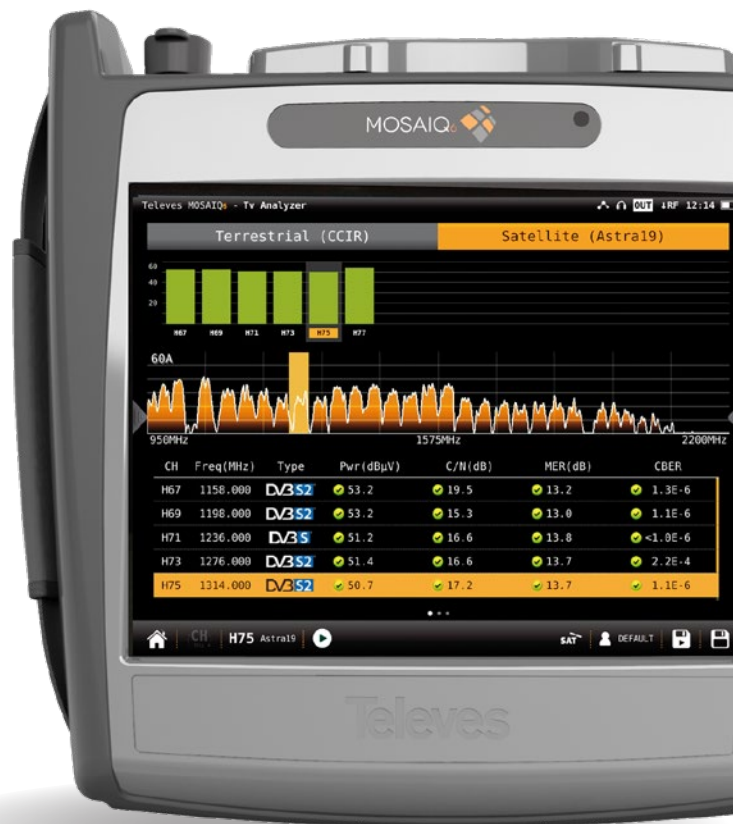 MOSAIQ6
Televes MOSAIQ6 - Tv Analyzer OUT ↓RF 12:14
Terrestrial (CCIR) Satellite (Astra19)
60
40
20
H67 H69 H71 H73 H75 H77
60A
950MHz 1575MHz 2200MHz
CH Freq(MHz) Type Pwr(dBµV) C/N(dB) MER(dB) CBER
H67 1158.000 DVB S2 53.2 19.5 13.2 1.3E-6
H69 1198.000 DVB S2 53.2 15.3 13.0 1.1E-6
H71 1236.000 DVB S 51.2 16.6 13.8 <1.0E-6
H73 1276.000 DVB S2 51.4 16.6 13.7 2.2E-4
H75 1314.000 DVB S2 50.7 17.2 13.7 1.1E-6
CH H75 Astra19 SAT DEFAULT
Televes